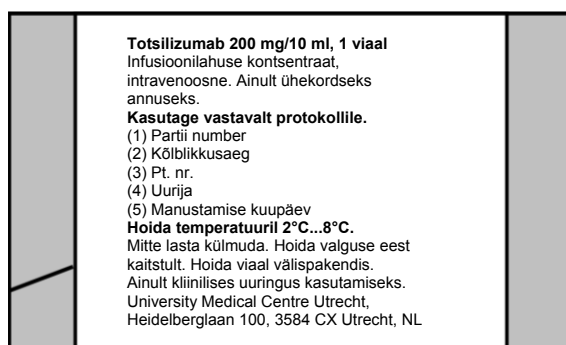 Totsilizumab 200 mg/10 ml, 1 viaal
Infusioonilahuse kontsentraat,
intravenoosne. Ainult ühekordseks
annuseks.
Kasutage vastavalt protokollile.
(1) Partii number
(2) Kõlblikkusaeg
(3) Pt. nr.
(4) Uurija
(5) Manustamise kuupäev
Hoida temperatuuril 2°C...8°C.
Mitte lasta külmuda. Hoida valguse eest
kaitstult. Hoida viaal välispakendis.
Ainult kliinilises uuringus kasutamiseks.
University Medical Centre Utrecht,
Heidelberglaan 100, 3584 CX Utrecht, NL